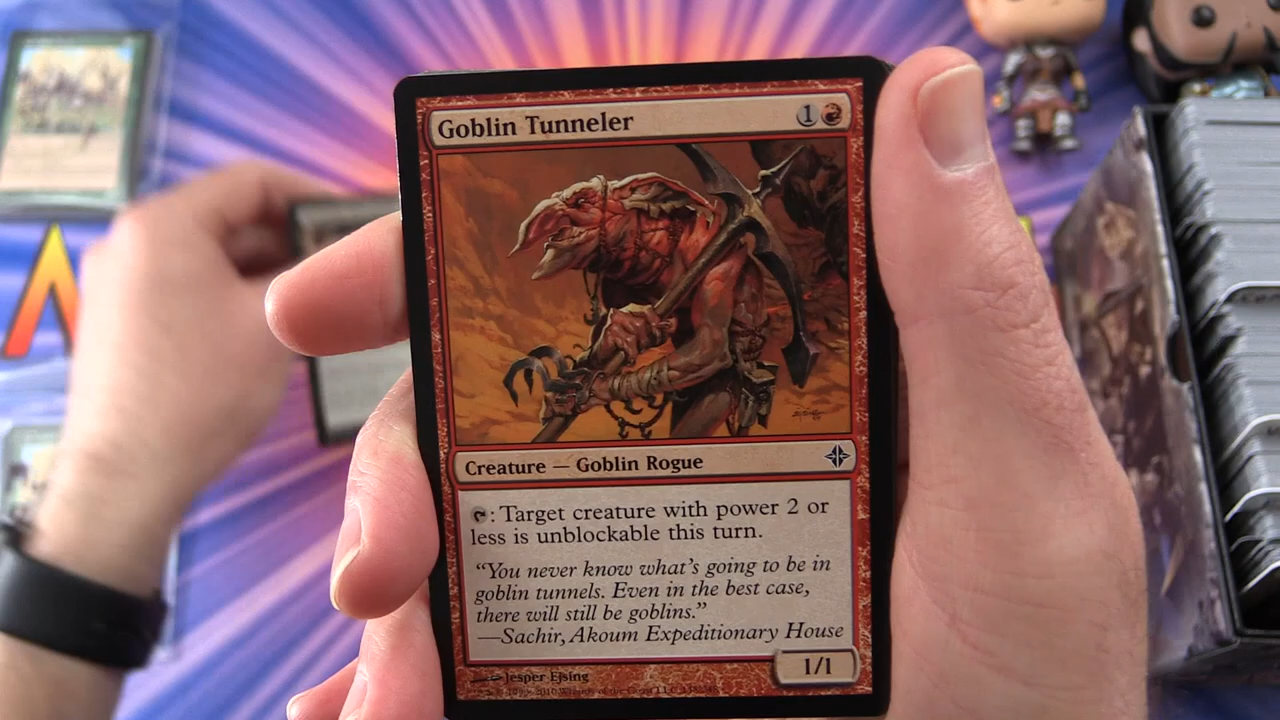 Goblin Tunneler 1
Creature — Goblin Rogue
: Target creature with power 2 or
less is unblockable this turn.
“You never know what’s going to be in
goblin tunnels. Even in the best case,
there will still be goblins.”
—Sachir, Akoum Expeditionary House
1/1
Jesper Ejsing